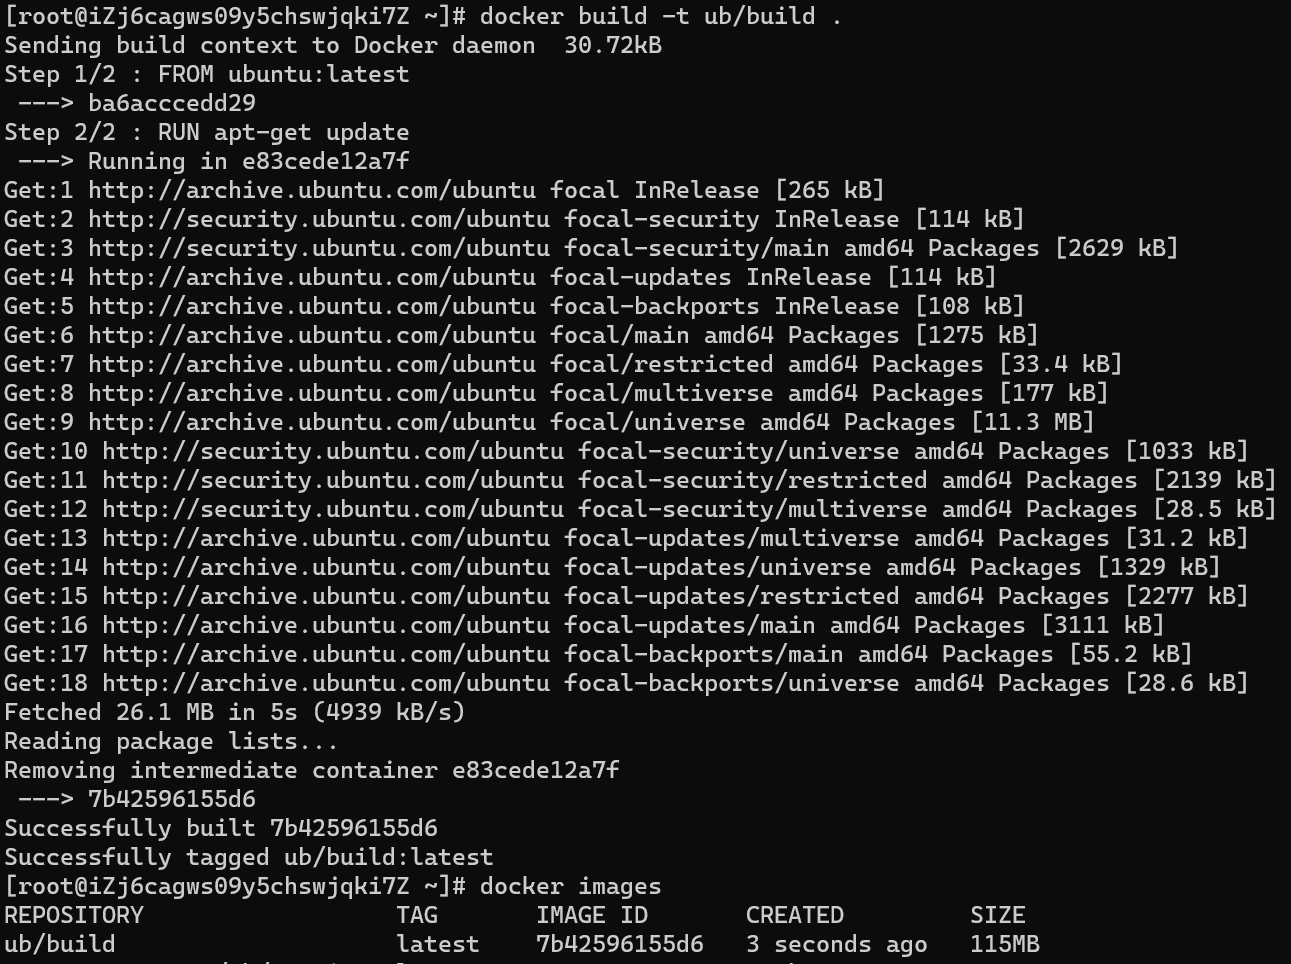 [root@iZj6cagws09y5chswjqki7Z ~]# docker build -t ub/build .
Sending build context to Docker daemon  30.72kB
Step 1/2 : FROM ubuntu:latest
 ---> ba6acccedd29
Step 2/2 : RUN apt-get update
 ---> Running in e83cede12a7f
Get:1 http://archive.ubuntu.com/ubuntu focal InRelease [265 kB]
Get:2 http://security.ubuntu.com/ubuntu focal-security InRelease [114 kB]
Get:3 http://security.ubuntu.com/ubuntu focal-security/main amd64 Packages [2629 kB]
Get:4 http://archive.ubuntu.com/ubuntu focal-updates InRelease [114 kB]
Get:5 http://archive.ubuntu.com/ubuntu focal-backports InRelease [108 kB]
Get:6 http://archive.ubuntu.com/ubuntu focal/main amd64 Packages [1275 kB]
Get:7 http://archive.ubuntu.com/ubuntu focal/restricted amd64 Packages [33.4 kB]
Get:8 http://archive.ubuntu.com/ubuntu focal/multiverse amd64 Packages [177 kB]
Get:9 http://archive.ubuntu.com/ubuntu focal/universe amd64 Packages [11.3 MB]
Get:10 http://security.ubuntu.com/ubuntu focal-security/universe amd64 Packages [1033 kB]
Get:11 http://security.ubuntu.com/ubuntu focal-security/restricted amd64 Packages [2139 kB]
Get:12 http://security.ubuntu.com/ubuntu focal-security/multiverse amd64 Packages [28.5 kB]
Get:13 http://archive.ubuntu.com/ubuntu focal-updates/multiverse amd64 Packages [31.2 kB]
Get:14 http://archive.ubuntu.com/ubuntu focal-updates/universe amd64 Packages [1329 kB]
Get:15 http://archive.ubuntu.com/ubuntu focal-updates/restricted amd64 Packages [2277 kB]
Get:16 http://archive.ubuntu.com/ubuntu focal-updates/main amd64 Packages [3111 kB]
Get:17 http://archive.ubuntu.com/ubuntu focal-backports/main amd64 Packages [55.2 kB]
Get:18 http://archive.ubuntu.com/ubuntu focal-backports/universe amd64 Packages [28.6 kB]
Fetched 26.1 MB in 5s (4939 kB/s)
Reading package lists...
Removing intermediate container e83cede12a7f
 ---> 7b42596155d6
Successfully built 7b42596155d6
Successfully tagged ub/build:latest
[root@iZj6cagws09y5chswjqki7Z ~]# docker images
REPOSITORY                  TAG       IMAGE ID       CREATED         SIZE
ub/build                    latest    7b42596155d6   3 seconds ago   115MB